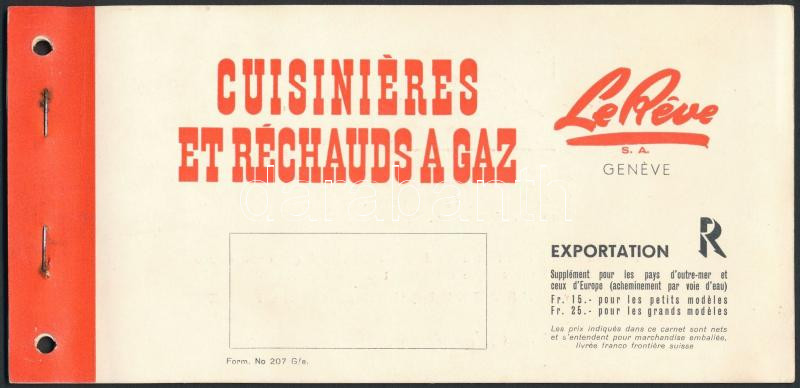 CUISINIÈRES
ET RÉCHAUDS A GAZ
Le Rêve
S. A.
GENÈVE
EXPORTATION
R
Supplément pour les pays d'outre-mer et
ceux d'Europe (acheminement par voie d'eau)
Fr. 15.- pour les petits modèles
Fr. 25.- pour les grands modèles
Les prix indiqués dans ce carnet sont nets
et s'entendent pour marchandise emballée,
livrée franco frontière suisse
Form. No 207 G/e.
darabanth